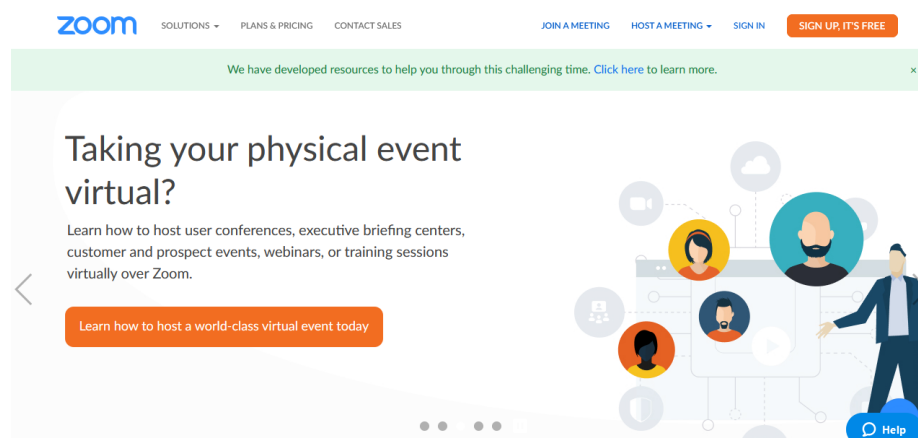 zoom SOLUTIONS PLANS & PRICING CONTACT SALES JOIN A MEETING HOST A MEETING SIGN IN SIGN UP, IT'S FREE
We have developed resources to help you through this challenging time. Click here to learn more. ×
Taking your physical event
virtual?
Learn how to host user conferences, executive briefing centers,
customer and prospect events, webinars, or training sessions
virtually over Zoom.
Learn how to host a world-class virtual event today
Help